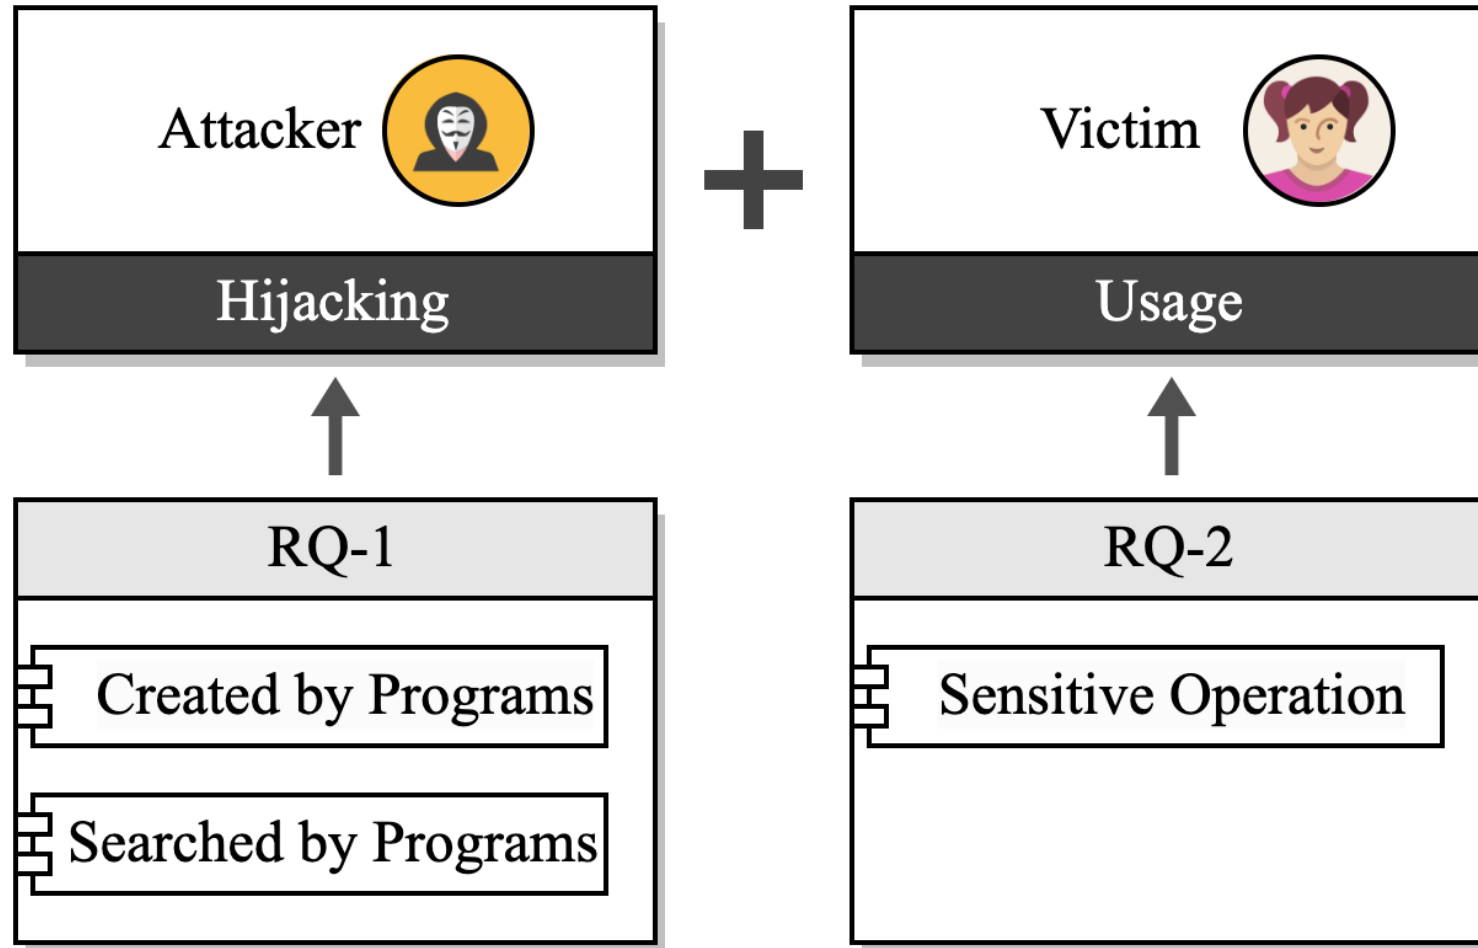 Attacker
Hijacking
Victim
Usage
RQ-1
Created by Programs
Searched by Programs
RQ-2
Sensitive Operation